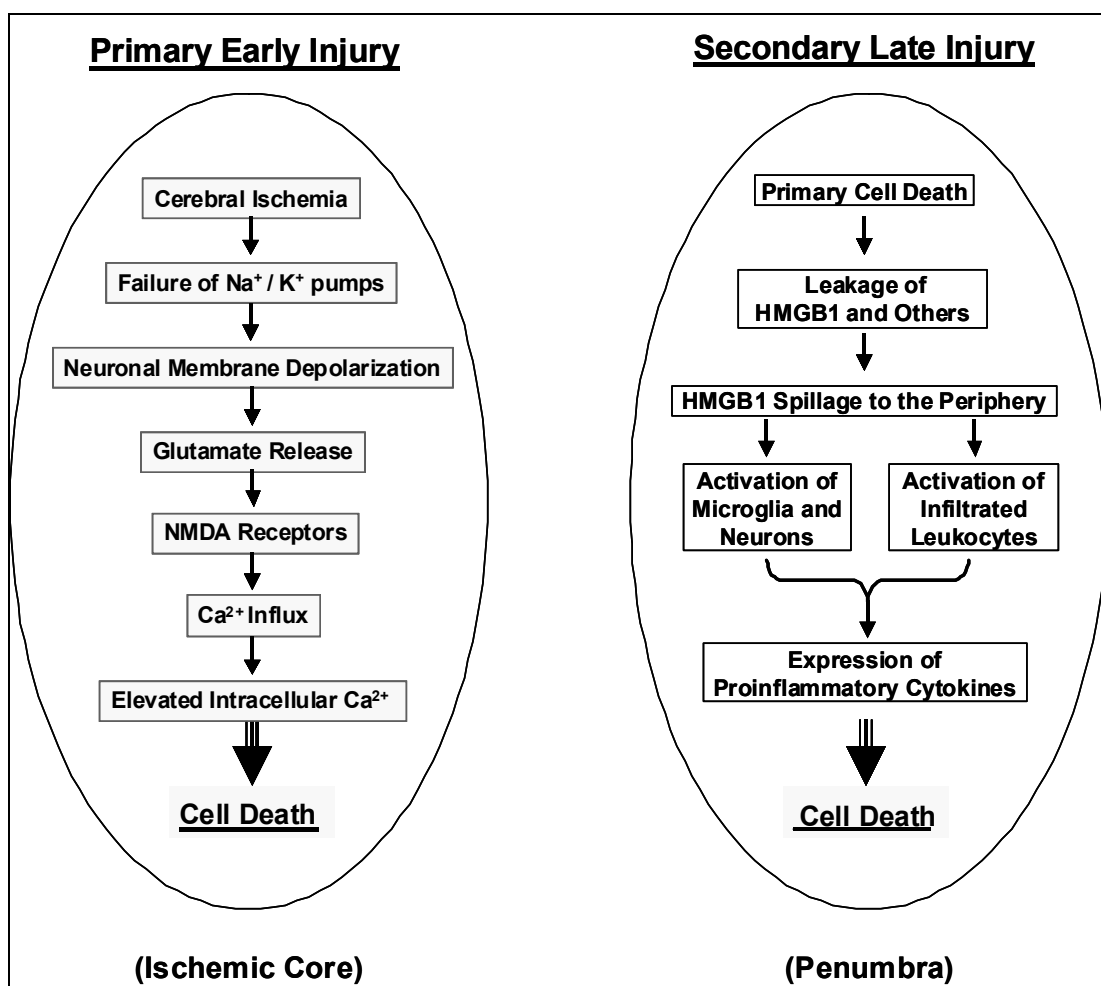 Primary Early Injury
Cerebral Ischemia
Failure of Na⁺ / K⁺ pumps
Neuronal Membrane Depolarization
Glutamate Release
NMDA Receptors
Ca²⁺ Influx
Elevated Intracellular Ca²⁺
Cell Death
(Ischemic Core)
Secondary Late Injury
Primary Cell Death
Leakage of
HMGB1 and Others
HMGB1 Spillage to the Periphery
Activation of
Microglia and
Neurons
Activation of
Infiltrated
Leukocytes
Expression of
Proinflammatory Cytokines
Cell Death
(Penumbra)